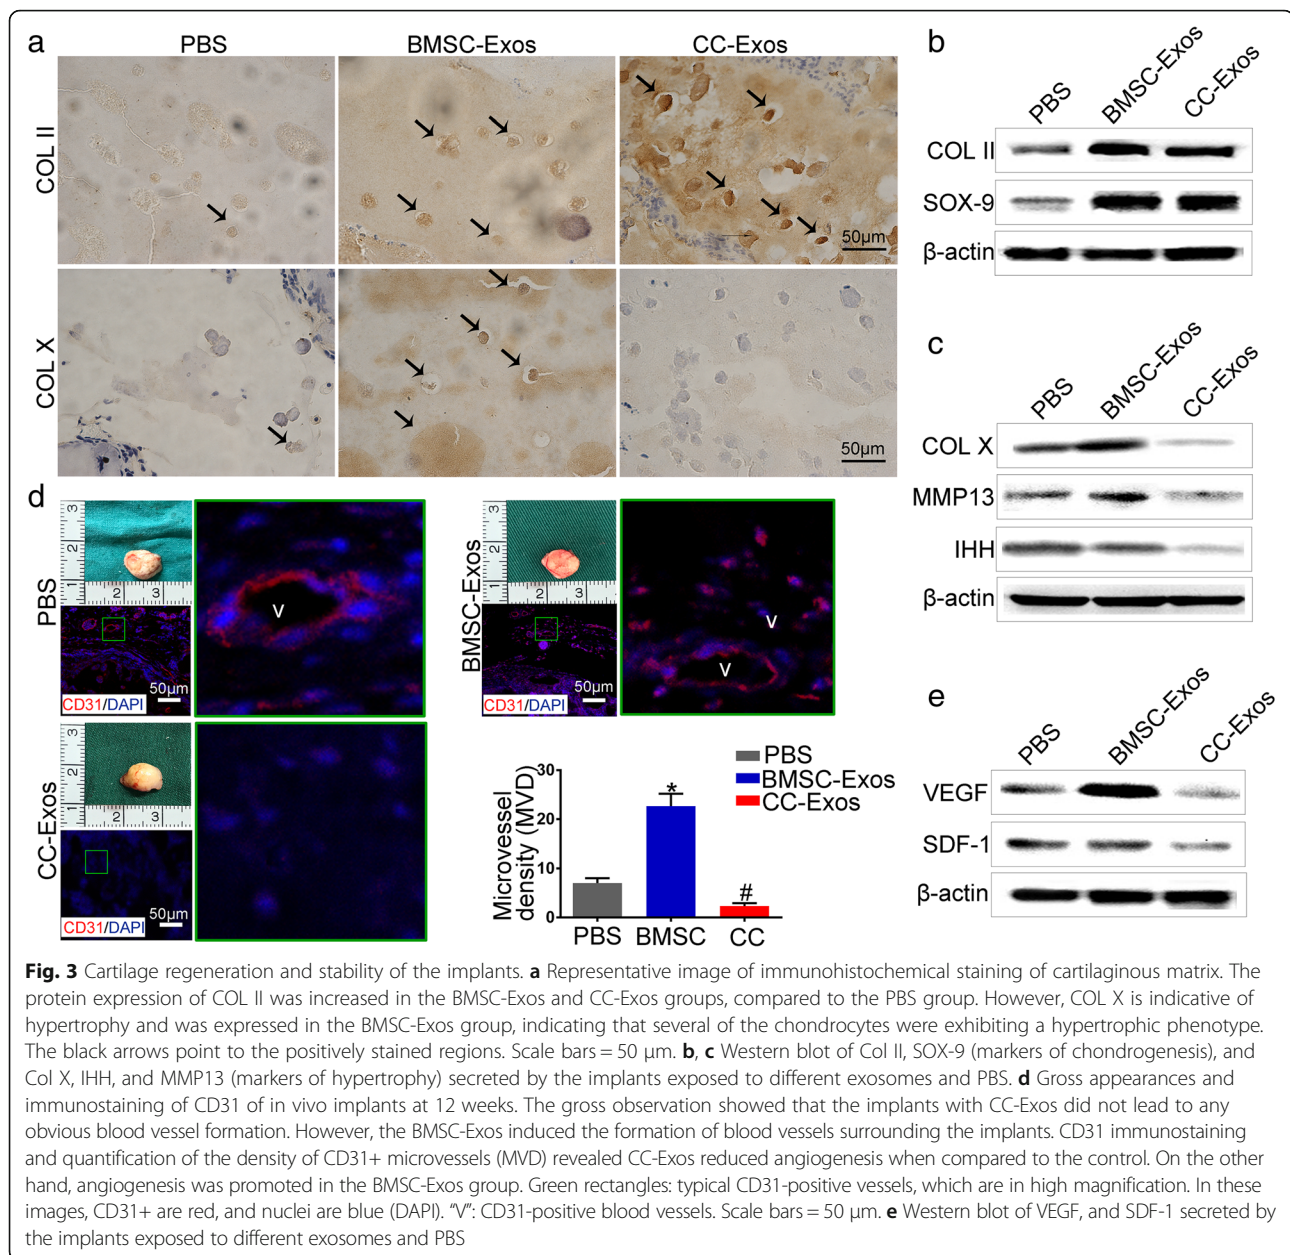 a
PBS
BMSC-Exos
CC-Exos
COL II
50μm
COL X
50μm
b
PBS
BMSC-Exos
CC-Exos
COL II
SOX-9
β-actin
c
PBS
BMSC-Exos
CC-Exos
COL X
MMP13
IHH
β-actin
d
PBS
3
2
1
2
3
V
CD31/DAPI
50μm
BMSC-Exos
3
2
1
2
3
V
V
CD31/DAPI
50μm
CC-Exos
3
2
1
2
3
CD31/DAPI
50μm
PBS
BMSC-Exos
CC-Exos
Microvessel
density (MVD)
30
20
10
0
*
#
PBS
BMSC
CC
e
PBS
BMSC-Exos
CC-Exos
VEGF
SDF-1
β-actin
Fig. 3 Cartilage regeneration and stability of the implants. a Representative image of immunohistochemical staining of cartilaginous matrix. The
protein expression of COL II was increased in the BMSC-Exos and CC-Exos groups, compared to the PBS group. However, COL X is indicative of
hypertrophy and was expressed in the BMSC-Exos group, indicating that several of the chondrocytes were exhibiting a hypertrophic phenotype.
The black arrows point to the positively stained regions. Scale bars = 50 μm. b, c Western blot of Col II, SOX-9 (markers of chondrogenesis), and
Col X, IHH, and MMP13 (markers of hypertrophy) secreted by the implants exposed to different exosomes and PBS. d Gross appearances and
immunostaining of CD31 of in vivo implants at 12 weeks. The gross observation showed that the implants with CC-Exos did not lead to any
obvious blood vessel formation. However, the BMSC-Exos induced the formation of blood vessels surrounding the implants. CD31 immunostaining
and quantification of the density of CD31+ microvessels (MVD) revealed CC-Exos reduced angiogenesis when compared to the control. On the other
hand, angiogenesis was promoted in the BMSC-Exos group. Green rectangles: typical CD31-positive vessels, which are in high magnification. In these
images, CD31+ are red, and nuclei are blue (DAPI). “V”: CD31-positive blood vessels. Scale bars = 50 μm. e Western blot of VEGF, and SDF-1 secreted by
the implants exposed to different exosomes and PBS